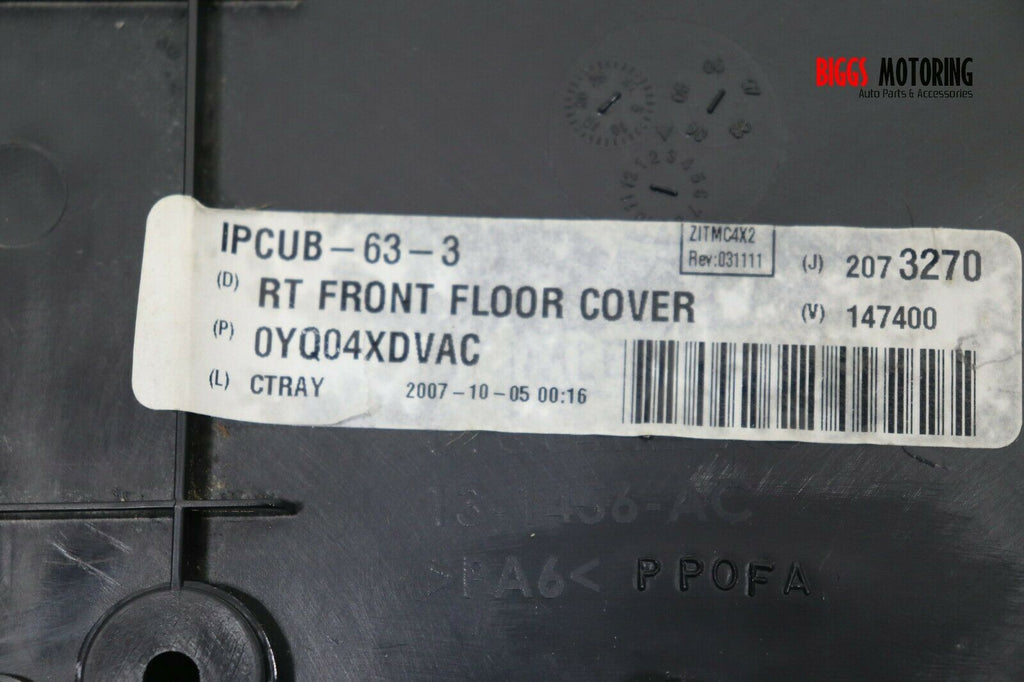 BIGGS MOTORING
Auto Parts & Accessories
IPCUB-63-3
ZJTMC4X2
Rev:031111
(J) 207 3270
(D) RT FRONT FLOOR COVER
(V) 147400
(P) 0YQ04XDVAC
(L) CTRAY 2007-10-05 00:16
>PA6< PPOFA